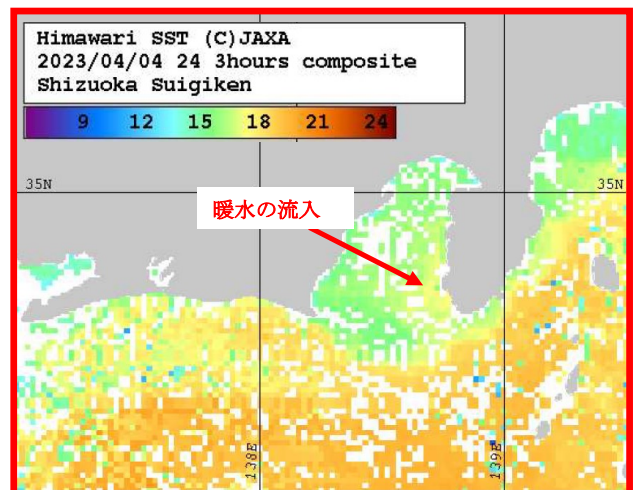 Himawari SST (C)JAXA
2023/04/04 24 3hours composite
Shizuoka Suigiken
9 12 15 18 21 24
35N 35N
暖水の流入
138E 139E